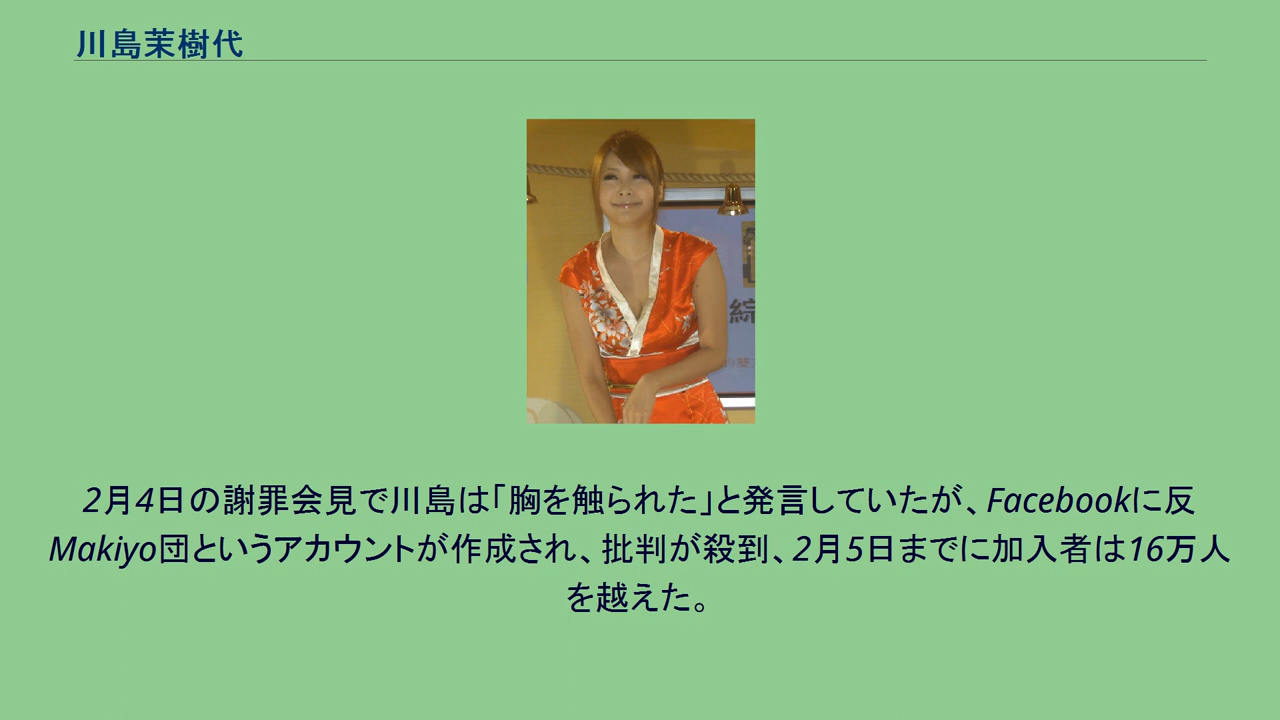 川島茉樹代
綜
2月4日の謝罪会見で川島は「胸を触られた」と発言していたが、Facebookに反
Makiyo団というアカウントが作成され、批判が殺到、2月5日までに加入者は16万人
を越えた。